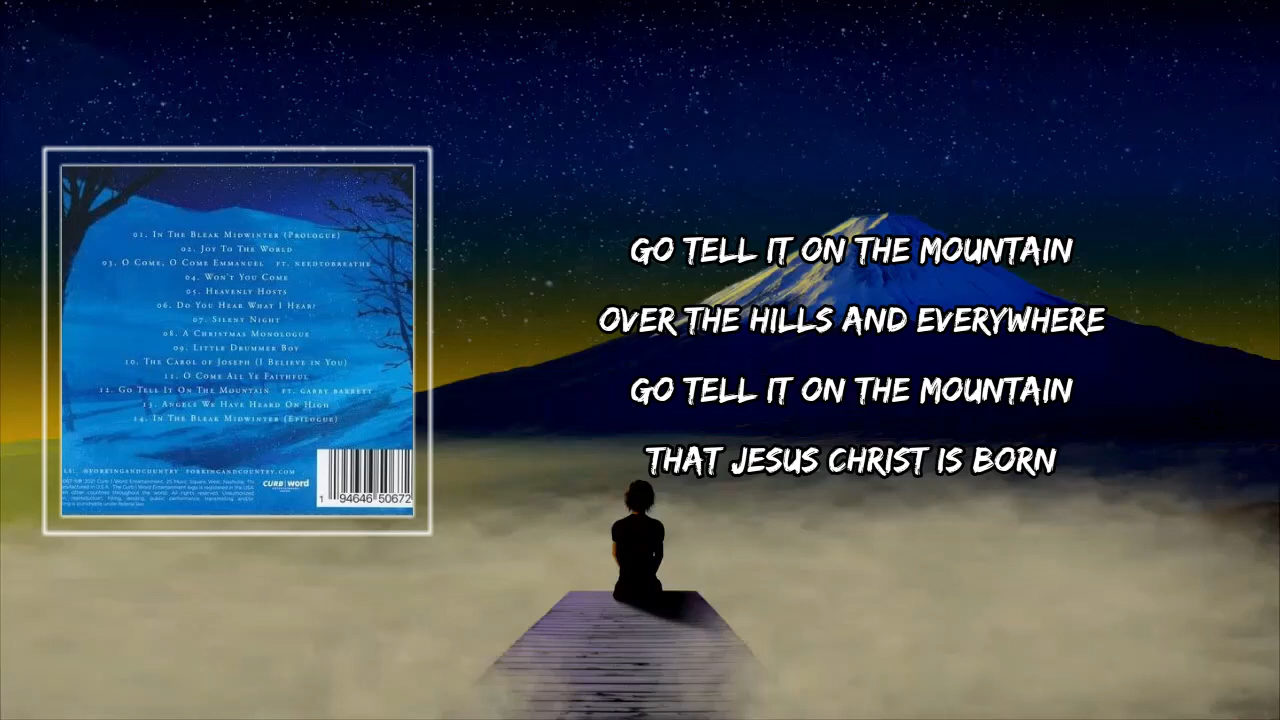 01. In The Bleak Midwinter (Prologue)
02. Joy To The World
03. O Come, O Come Emmanuel ft. NEEDTOBREATHE
04. Won't You Come
05. Heavenly Hosts
06. Do You Hear What I Hear?
07. Silent Night
08. A Christmas Monologue
09. Little Drummer Boy
10. The Carol of Joseph (I Believe in You)
11. O Come All Ye Faithful
12. Go Tell It On The Mountain ft. Gabby Barrett
13. Angels We Have Heard On High
14. In The Bleak Midwinter (Epilogue)
@forkingandcountry forkingandcountry.com
curb word
1 94646 50672
GO TELL IT ON THE MOUNTAIN
OVER THE HILLS AND EVERYWHERE
GO TELL IT ON THE MOUNTAIN
THAT JESUS CHRIST IS BORN